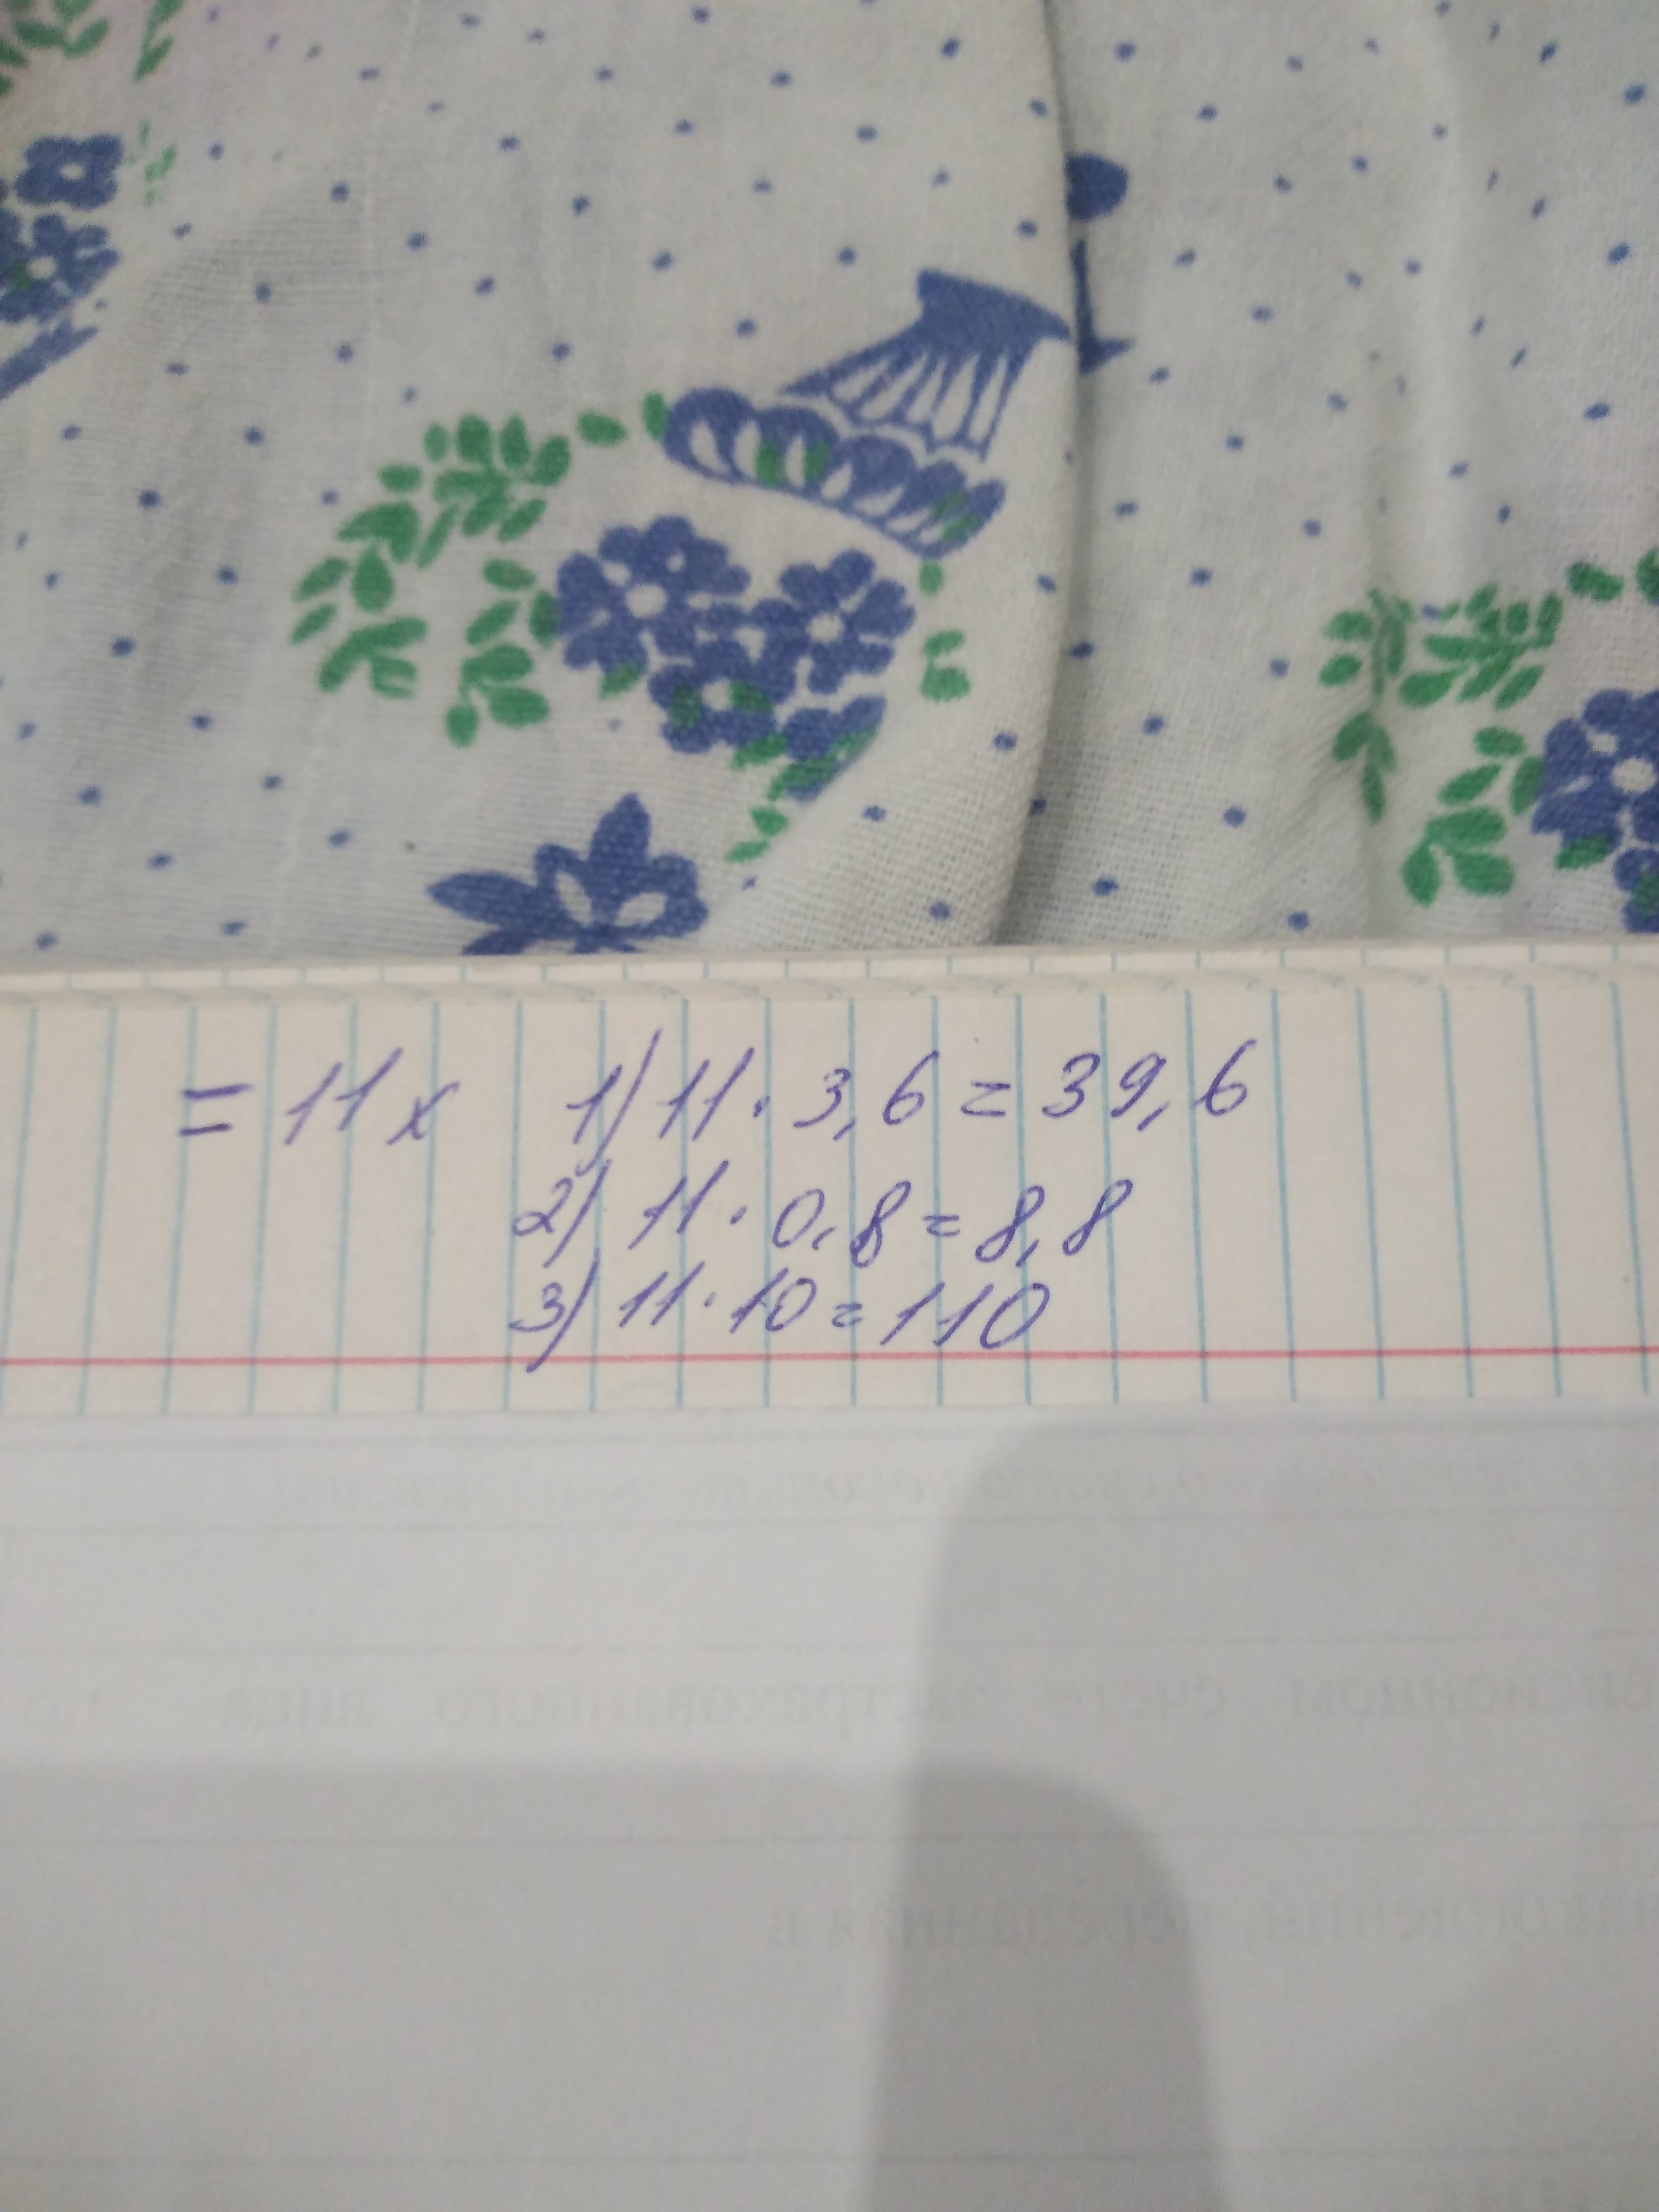 = 11x 1) 11 · 3,6 = 39,6
2) 11 · 0,8 = 8,8
3) 11 · 10 = 110